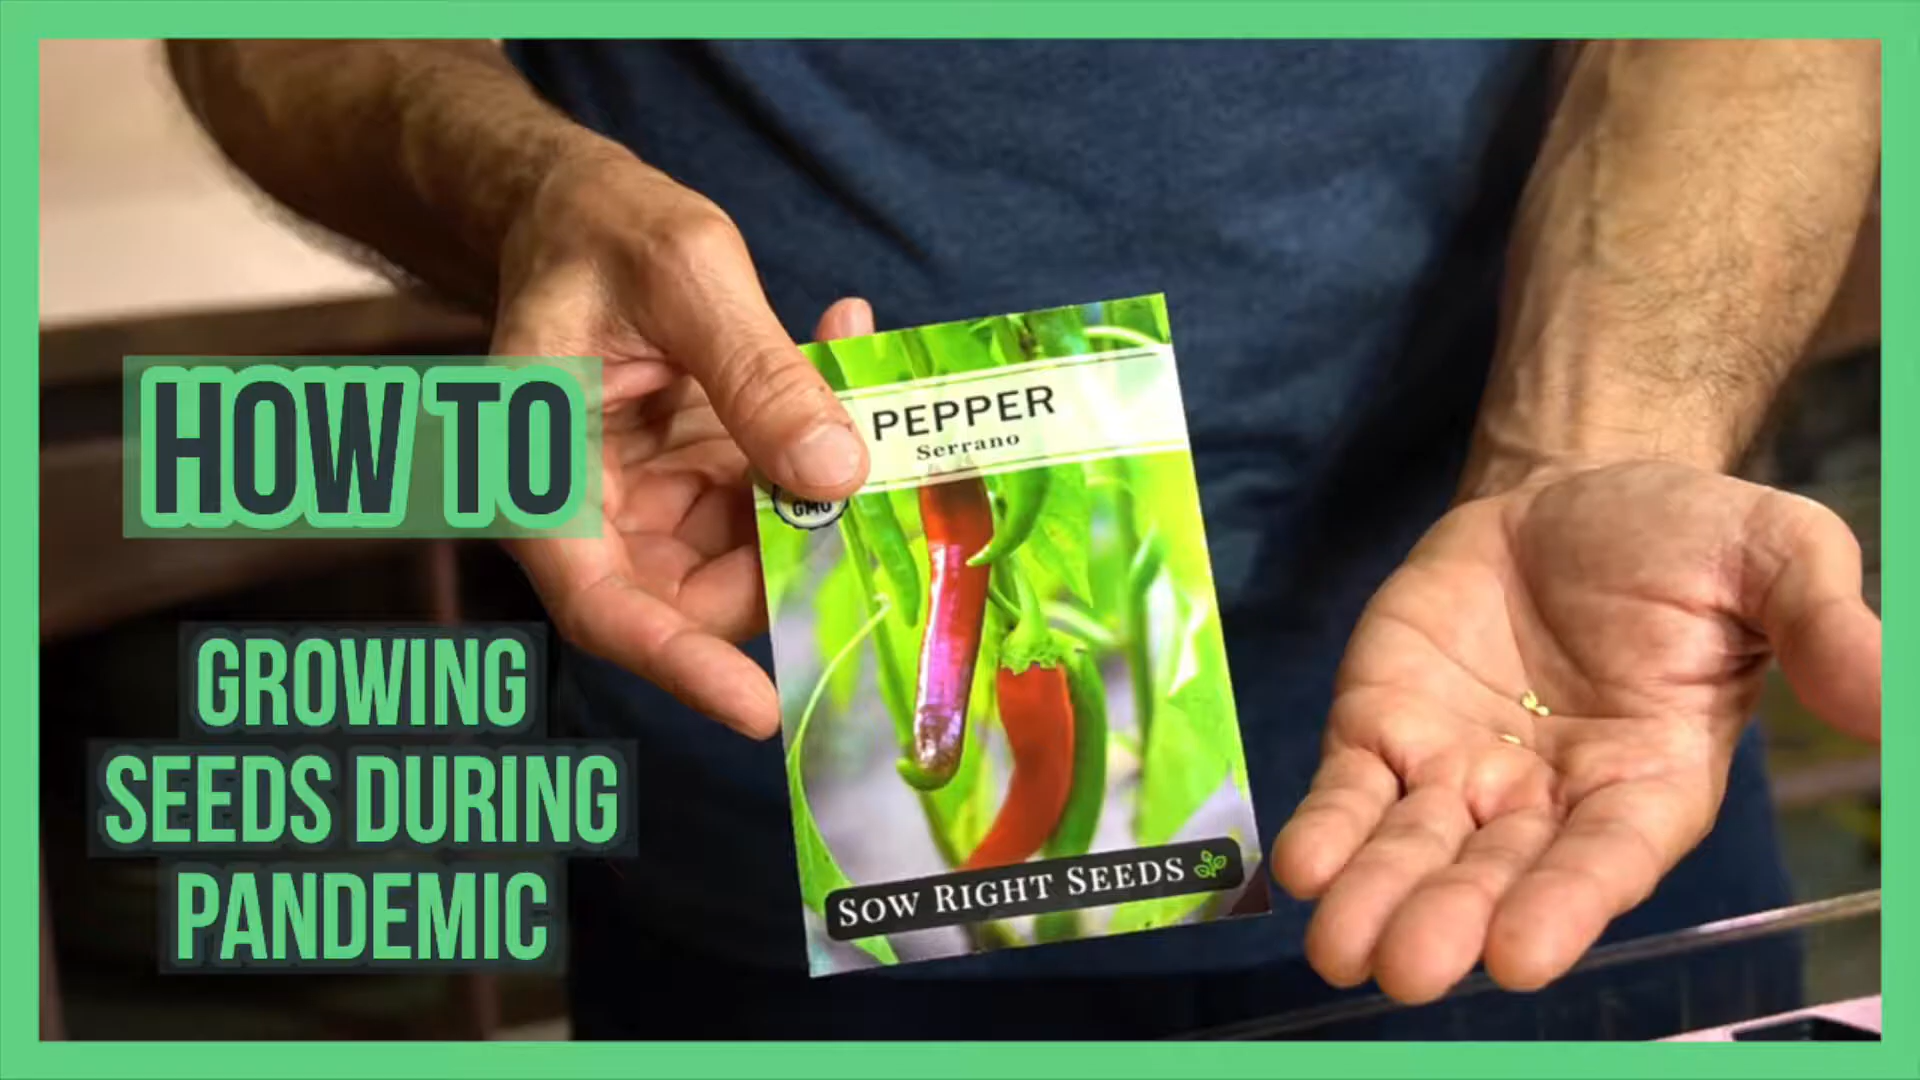 HOW TO
GROWING
SEEDS DURING
PANDEMIC
PEPPER
Serrano
GMO
SOW RIGHT SEEDS